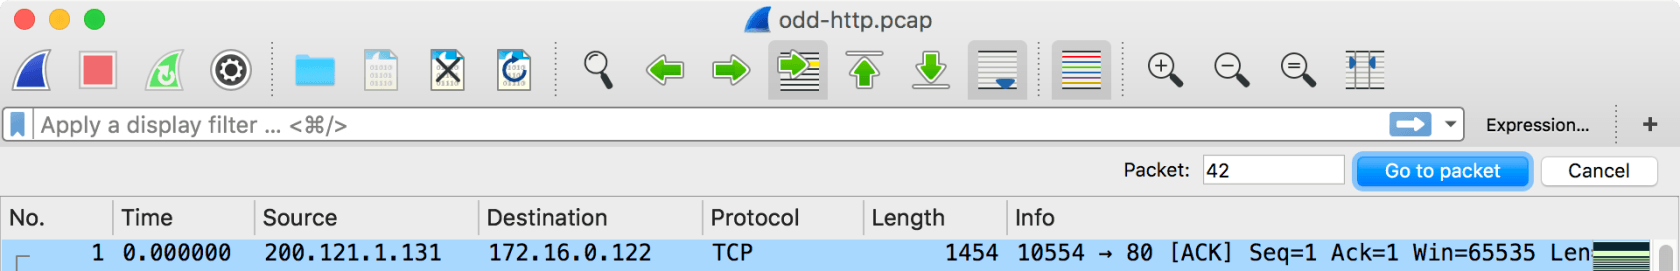 odd-http.pcap
Apply a display filter ... <⌘/>
Expression...
+
Packet: 42 Go to packet Cancel
No. Time Source Destination Protocol Length Info
1 0.000000 200.121.1.131 172.16.0.122 TCP 1454 10554 → 80 [ACK] Seq=1 Ack=1 Win=65535 Len